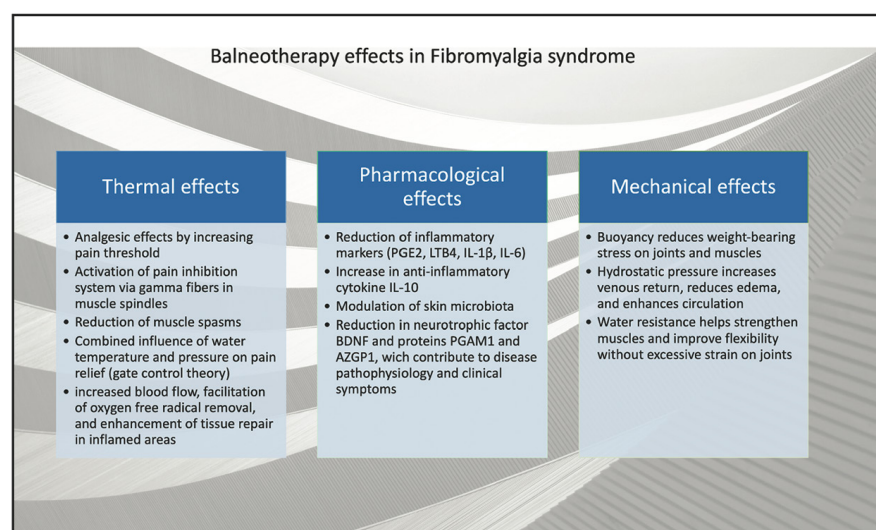 Balneotherapy effects in Fibromyalgia syndrome
Thermal effects
• Analgesic effects by increasing
pain threshold
• Activation of pain inhibition
system via gamma fibers in
muscle spindles
• Reduction of muscle spasms
• Combined influence of water
temperature and pressure on pain
relief (gate control theory)
• increased blood flow, facilitation
of oxygen free radical removal,
and enhancement of tissue repair
in inflamed areas
Pharmacological
effects
• Reduction of inflammatory
markers (PGE2, LTB4, IL-1β, IL-6)
• Increase in anti-inflammatory
cytokine IL-10
• Modulation of skin microbiota
• Reduction in neurotrophic factor
BDNF and proteins PGAM1 and
AZGP1, wich contribute to disease
pathophysiology and clinical
symptoms
Mechanical effects
• Buoyancy reduces weight-bearing
stress on joints and muscles
• Hydrostatic pressure increases
venous return, reduces edema,
and enhances circulation
• Water resistance helps strengthen
muscles and improve flexibility
without excessive strain on joints